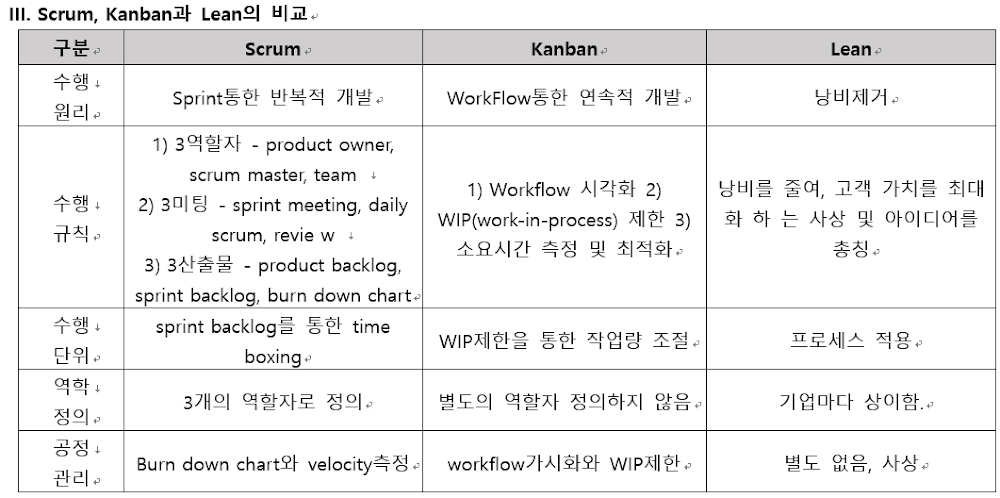 III. Scrum, Kanban과 Lean의 비교
구분 Scrum Kanban Lean
수행
원리
Sprint통한 반복적 개발
WorkFlow통한 연속적 개발
낭비제거
수행
규칙
1) 3역할자 - product owner,
scrum master, team
2) 3미팅 - sprint meeting, daily
scrum, revie w
3) 3산출물 - product backlog,
sprint backlog, burn down chart
1) Workflow 시각화 2)
WIP(work-in-process) 제한 3)
소요시간 측정 및 최적화
낭비를 줄여, 고객 가치를 최대
화 하 는 사상 및 아이디어를
총칭
수행
단위
sprint backlog를 통한 time
boxing
WIP제한을 통한 작업량 조절
프로세스 적용
역학
정의
3개의 역할자로 정의
별도의 역할자 정의하지 않음
기업마다 상이함.
공정
관리
Burn down chart와 velocity측정
workflow가시화와 WIP제한
별도 없음, 사상